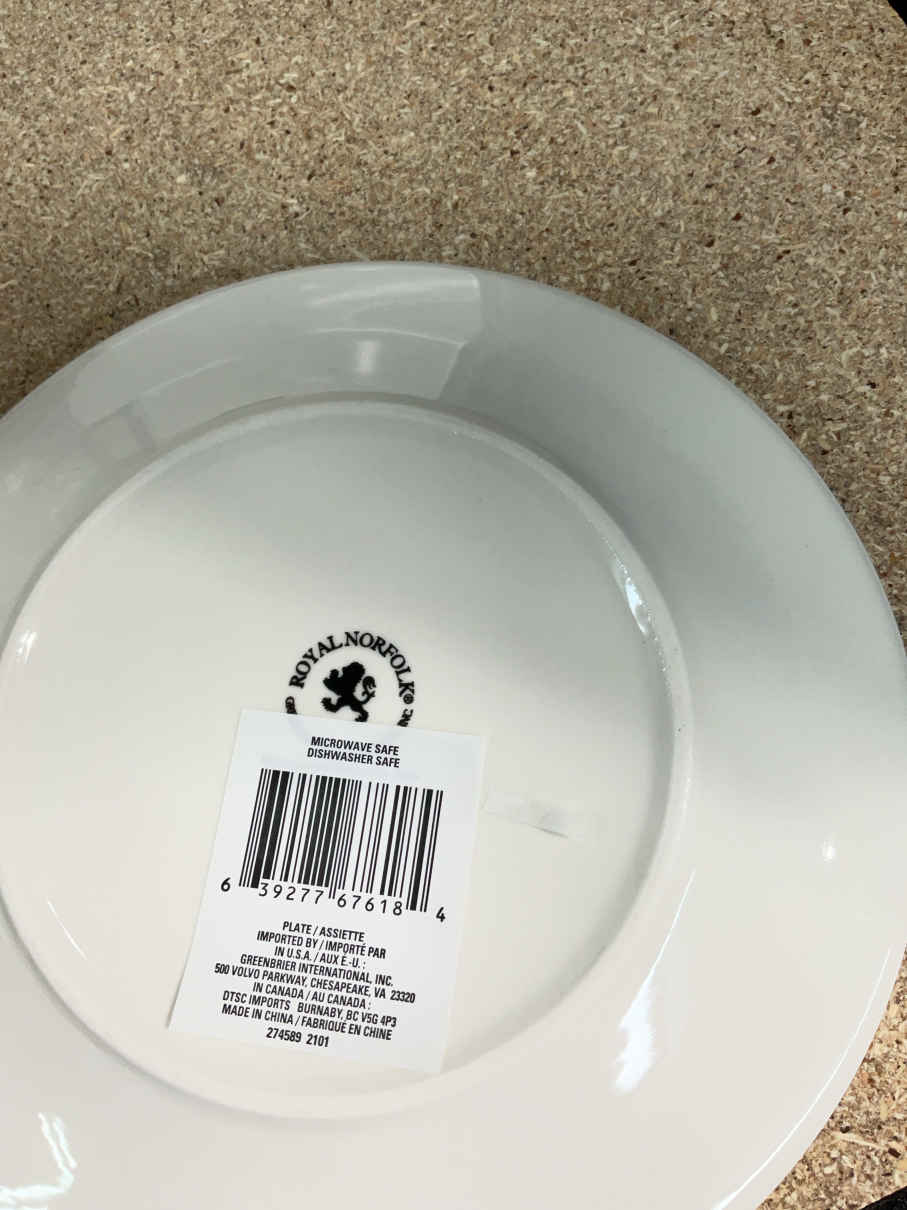 ROYAL NORFOLK®
INC
MICROWAVE SAFE
DISHWASHER SAFE
6 39277 67618 4
PLATE / ASSIETTE
IMPORTED BY / IMPORTÉ PAR
IN U.S.A. / AUX É.-U. :
GREENBRIER INTERNATIONAL, INC.
500 VOLVO PARKWAY, CHESAPEAKE, VA 23320
IN CANADA / AU CANADA :
DTSC IMPORTS BURNABY, BC V5G 4P3
MADE IN CHINA / FABRIQUÉ EN CHINE
274589 2101